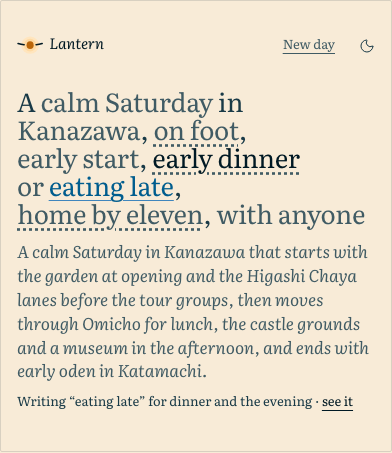 Lantern
New day
A calm Saturday in
Kanazawa, on foot,
early start, early dinner
or eating late,
home by eleven, with anyone
A calm Saturday in Kanazawa that starts with
the garden at opening and the Higashi Chaya
lanes before the tour groups, then moves
through Omicho for lunch, the castle grounds
and a museum in the afternoon, and ends with
early oden in Katamachi.
Writing “eating late” for dinner and the evening · see it